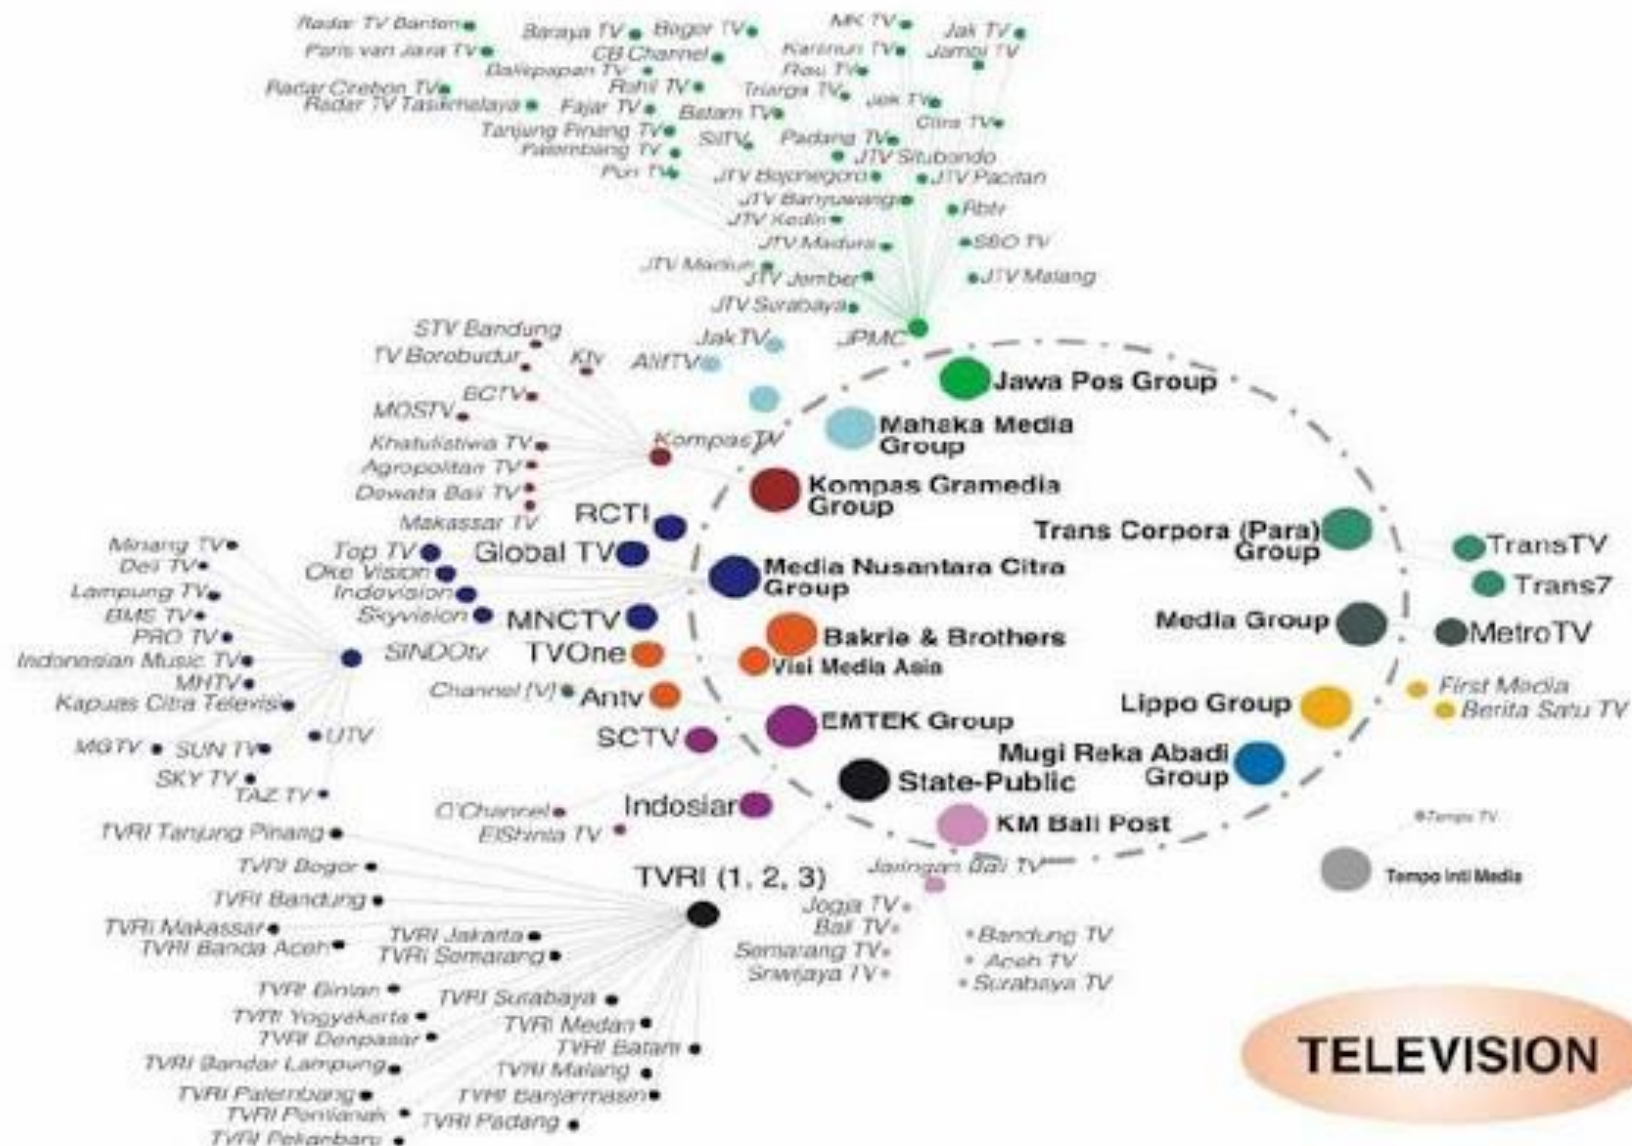 Radar TV Banten
Baraya TV
Bogor TV
MK TV
Jak TV
Paris van Java TV
CB Channel
Jambi TV
Balikpapan TV
Riau TV
Radar Cirebon TV
Triarga TV
Radar TV Tasikmalaya
Fajar TV
Batam TV
Jek TV
Citra TV
Tanjung Pinang TV
Padang TV
Palembang TV
JTV Situbondo
JTV Bojonegoro
JTV Pacitan
JTV Banyuwangi
JTV Kediri
SBO TV
JTV Madura
JTV Madiun
JTV Jember
JTV Malang
JTV Surabaya
STV Bandung
JakTV
JPMC
TV Borobudur
Ktv
AlifTV
Jawa Pos Group
BCTV
MOSTV
Mahaka Media
Group
Khatulistiwa TV
KompasTV
Agropolitan TV
Kompas Gramedia
Group
Dewata Bali TV
Makassar TV
RCTI
Trans Corpora (Para)
Group
TransTV
Minang TV
Top TV
Global TV
Deli TV
Oke Vision
Media Nusantara Citra
Group
Trans7
Lampung TV
Indovision
BMS TV
Skyvision
MNCTV
Media Group
MetroTV
PRO TV
SINDOtv
TVOne
Bakrie & Brothers
Indonesian Music TV
Visi Media Asia
MHTV
Channel [V]
Antv
First Media
Kapuas Citra Televisi
EMTEK Group
Lippo Group
Berita Satu TV
UTV
SCTV
MGTV
SUN TV
Mugi Reka Abadi
Group
SKY TV
State-Public
TAZ TV
O'Channel
Indosiar
ElShinta TV
KM Bali Post
Tempo TV
TVRI Tanjung Pinang
TVRI Bogor
TVRI (1, 2, 3)
Jaringan Bali TV
Tempo Inti Media
TVRI Bandung
Jogja TV
TVRI Makassar
Bali TV
Bandung TV
TVRI Banda Aceh
TVRI Jakarta
TVRI Semarang
Semarang TV
Aceh TV
Sriwijaya TV
Surabaya TV
TVRI Bintan
TVRI Surabaya
TVRI Yogyakarta
TVRI Medan
TVRI Denpasar
TVRI Batam
TELEVISION
TVRI Bandar Lampung
TVRI Malang
TVRI Palembang
TVRI Banjarmasin
TVRI Pontianak
TVRI Padang
TVRI Pekanbaru